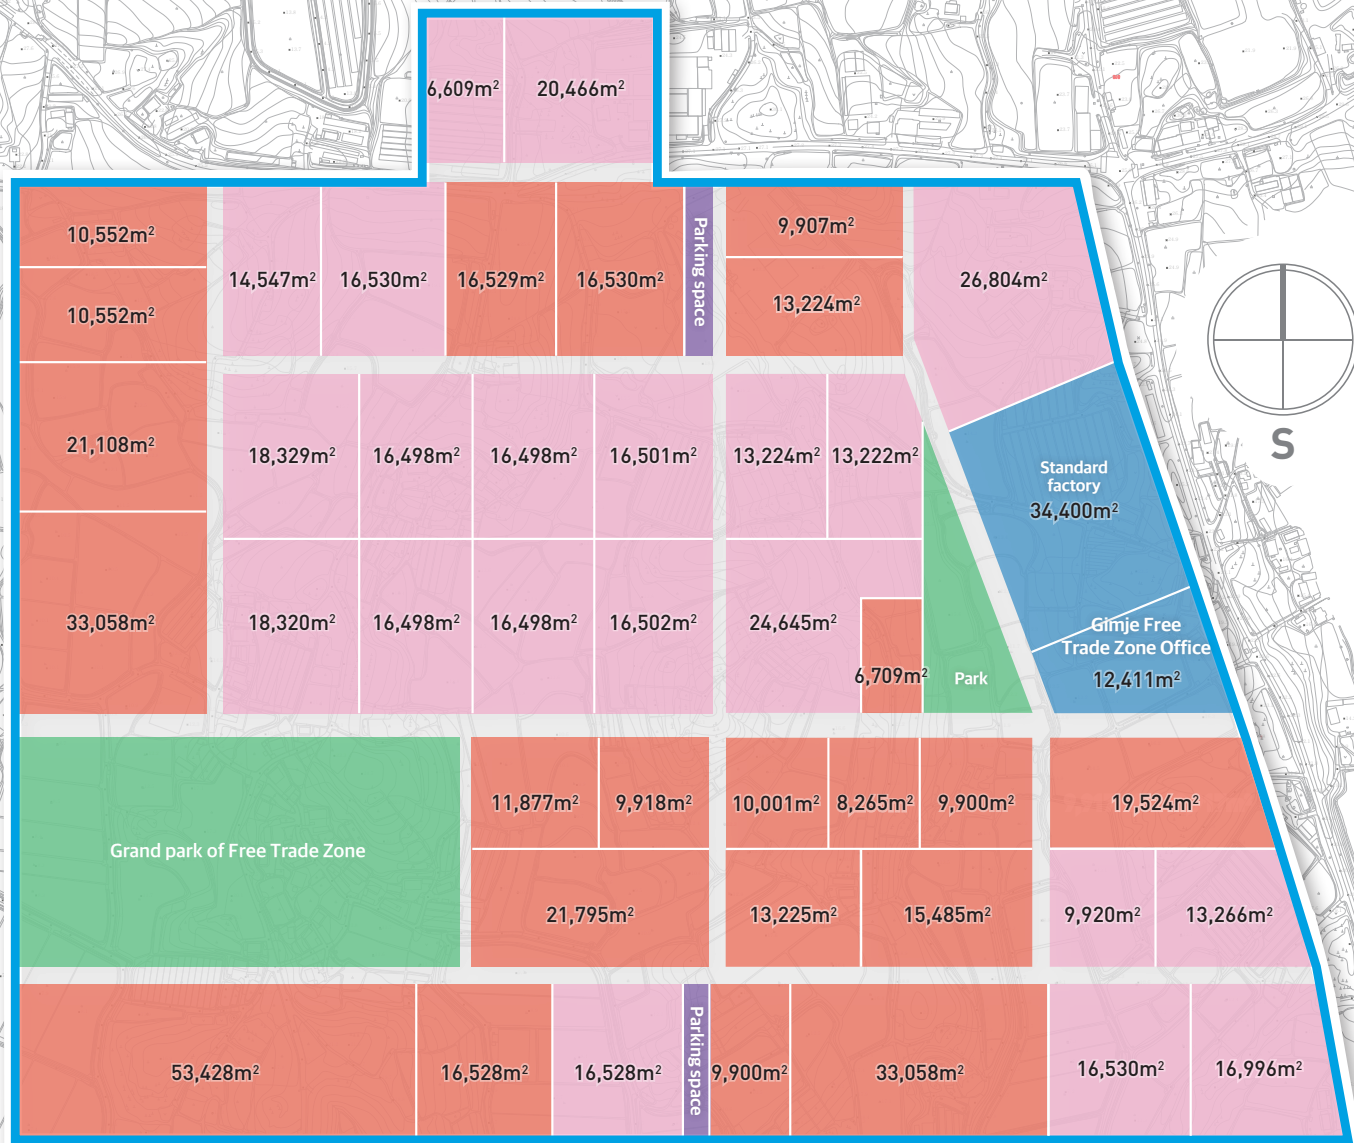 6,609m²
20,466m²
10,552m²
14,547m²
16,530m²
16,529m²
16,530m²
Parking space
9,907m²
13,224m²
26,804m²
10,552m²
21,108m²
33,058m²
18,329m²
16,498m²
16,498m²
16,501m²
13,224m²
13,222m²
Standard
factory
34,400m²
S
18,320m²
16,498m²
16,498m²
16,502m²
24,645m²
6,709m²
Park
Gimje Free
Trade Zone Office
12,411m²
Grand park of Free Trade Zone
11,877m²
9,918m²
10,001m²
8,265m²
9,900m²
19,524m²
21,795m²
13,225m²
15,485m²
9,920m²
13,266m²
53,428m²
16,528m²
16,528m²
Parking space
9,900m²
33,058m²
16,530m²
16,996m²